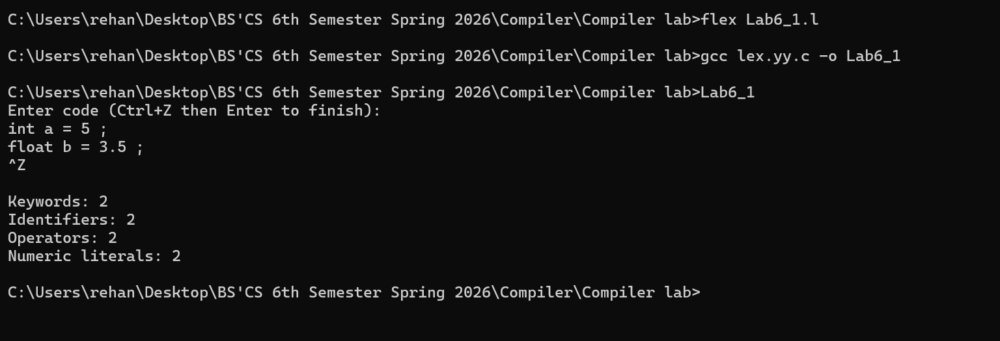 C:\Users\rehan\Desktop\BS'CS 6th Semester Spring 2026\Compiler\Compiler lab>flex Lab6_1.l
C:\Users\rehan\Desktop\BS'CS 6th Semester Spring 2026\Compiler\Compiler lab>gcc lex.yy.c -o Lab6_1
C:\Users\rehan\Desktop\BS'CS 6th Semester Spring 2026\Compiler\Compiler lab>Lab6_1
Enter code (Ctrl+Z then Enter to finish):
int a = 5 ;
float b = 3.5 ;
^Z
Keywords: 2
Identifiers: 2
Operators: 2
Numeric literals: 2
C:\Users\rehan\Desktop\BS'CS 6th Semester Spring 2026\Compiler\Compiler lab>